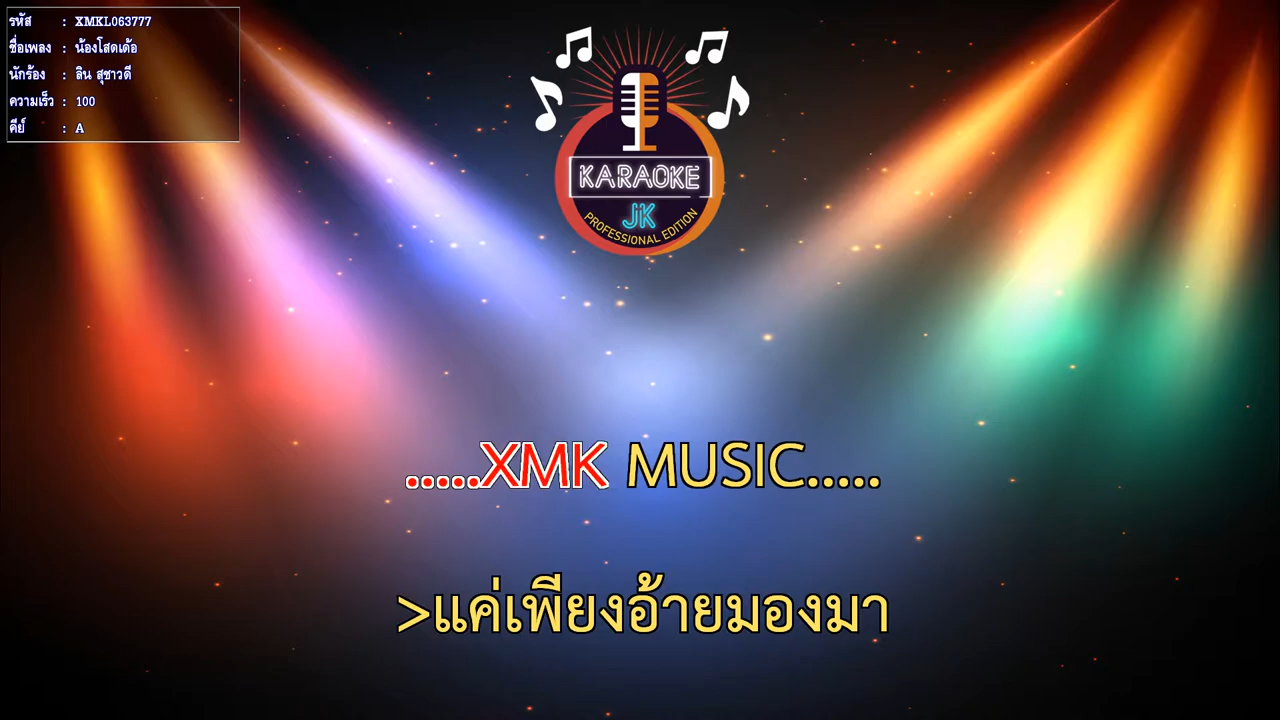 รหัส : XMKL063777
ชื่อเพลง : น้องโสดเด้อ
นักร้อง : ลิน สุชาวดี
ความเร็ว : 100
คีย์ : A
KARAOKE
JK
PROFESSIONAL EDITION
.....XMK MUSIC.....
>แค่เพียงอ้ายมองมา